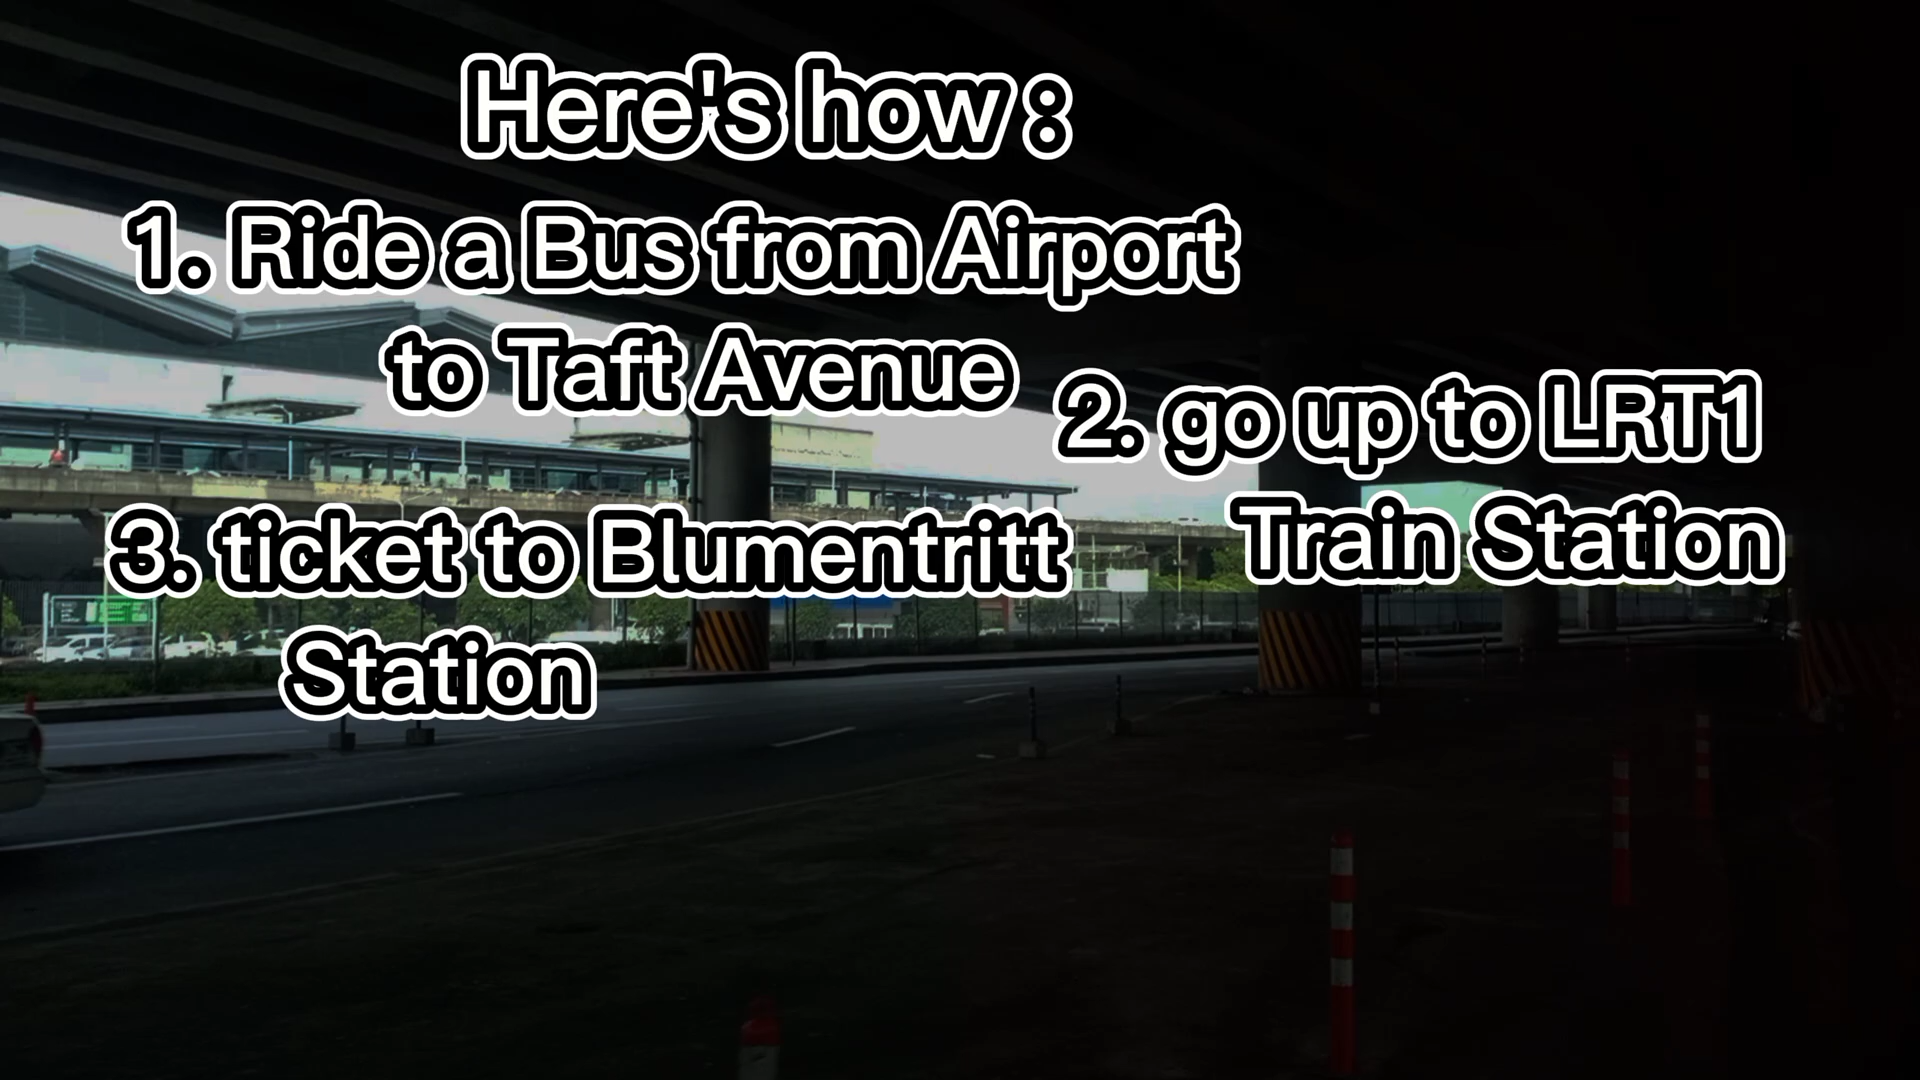 Here's how :
1. Ride a Bus from Airport
to Taft Avenue
2. go up to LRT1
Train Station
3. ticket to Blumentritt
Station